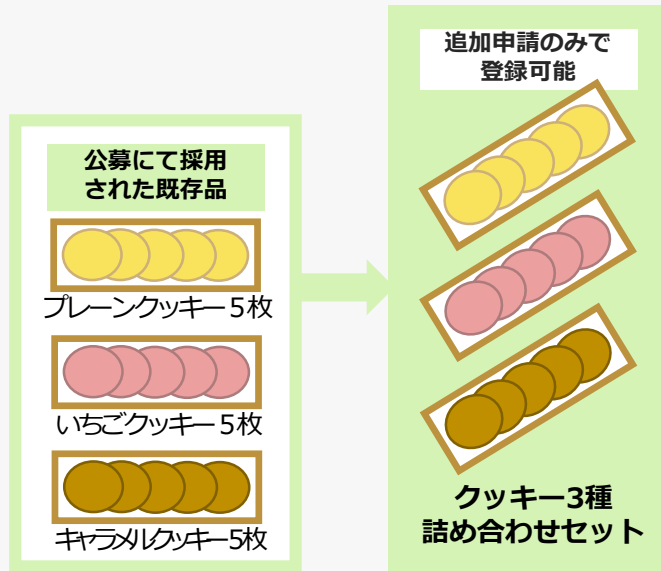 公募にて採用
された既存品
プレーンクッキー5枚
いちごクッキー5枚
キャラメルクッキー5枚
追加申請のみで
登録可能
クッキー3種
詰め合わせセット